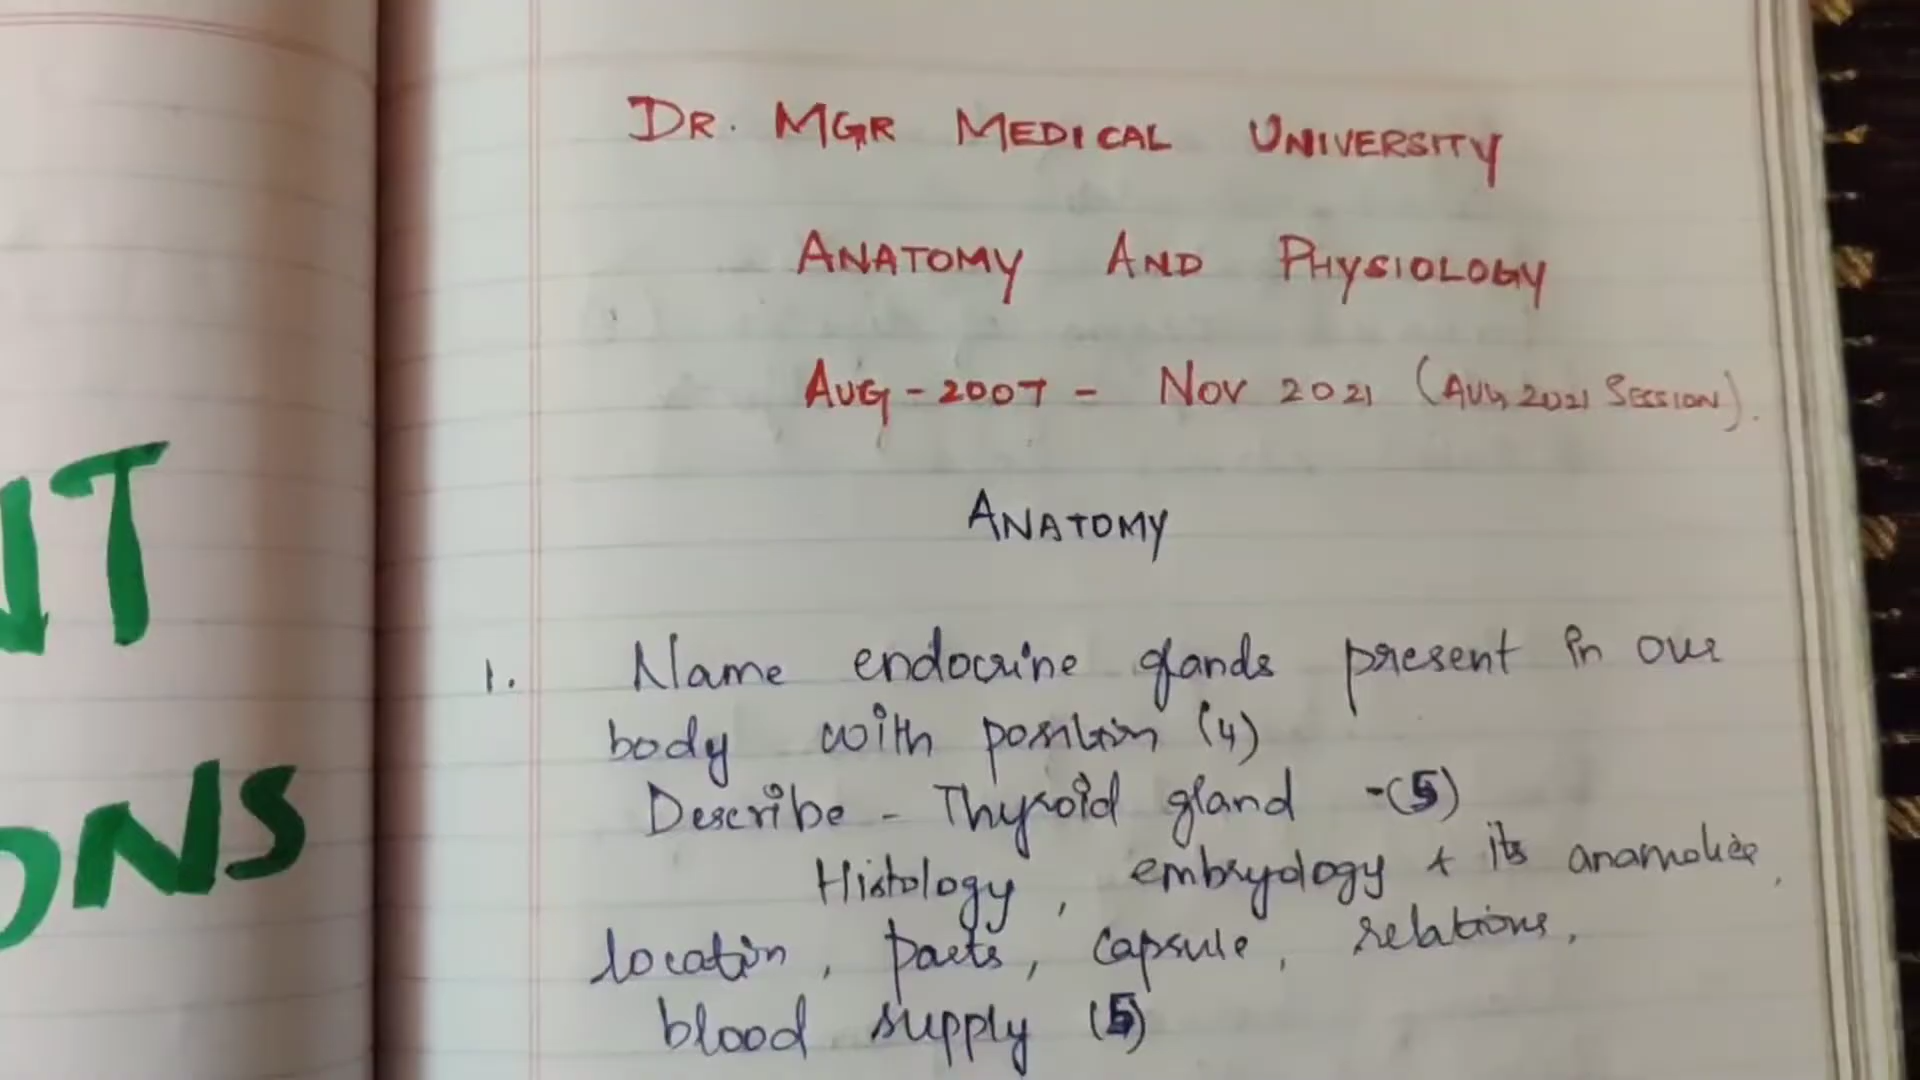 NT
ONS
DR. MGR MEDICAL UNIVERSITY
ANATOMY AND PHYSIOLOGY
AUG - 2007 - NOV 2021 (AUG 2021 SESSION).
ANATOMY
1. Name endocrine glands present in our
body with position (4)
Describe - Thyroid gland -(5)
Histology, embryology + its anamolies,
location, parts, capsule, relations,
blood supply (5)